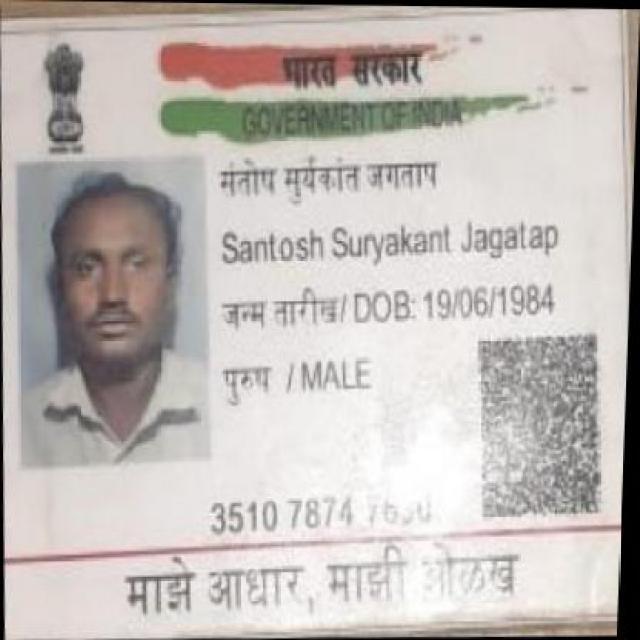 भारत सरकार
GOVERNMENT OF INDIA
संतोष सुर्यकांत जगताप
Santosh Suryakant Jagatap
जन्म तारीख/ DOB: 19/06/1984
पुरुष / MALE
3510 7874
माझे आधार, माझी ओळख